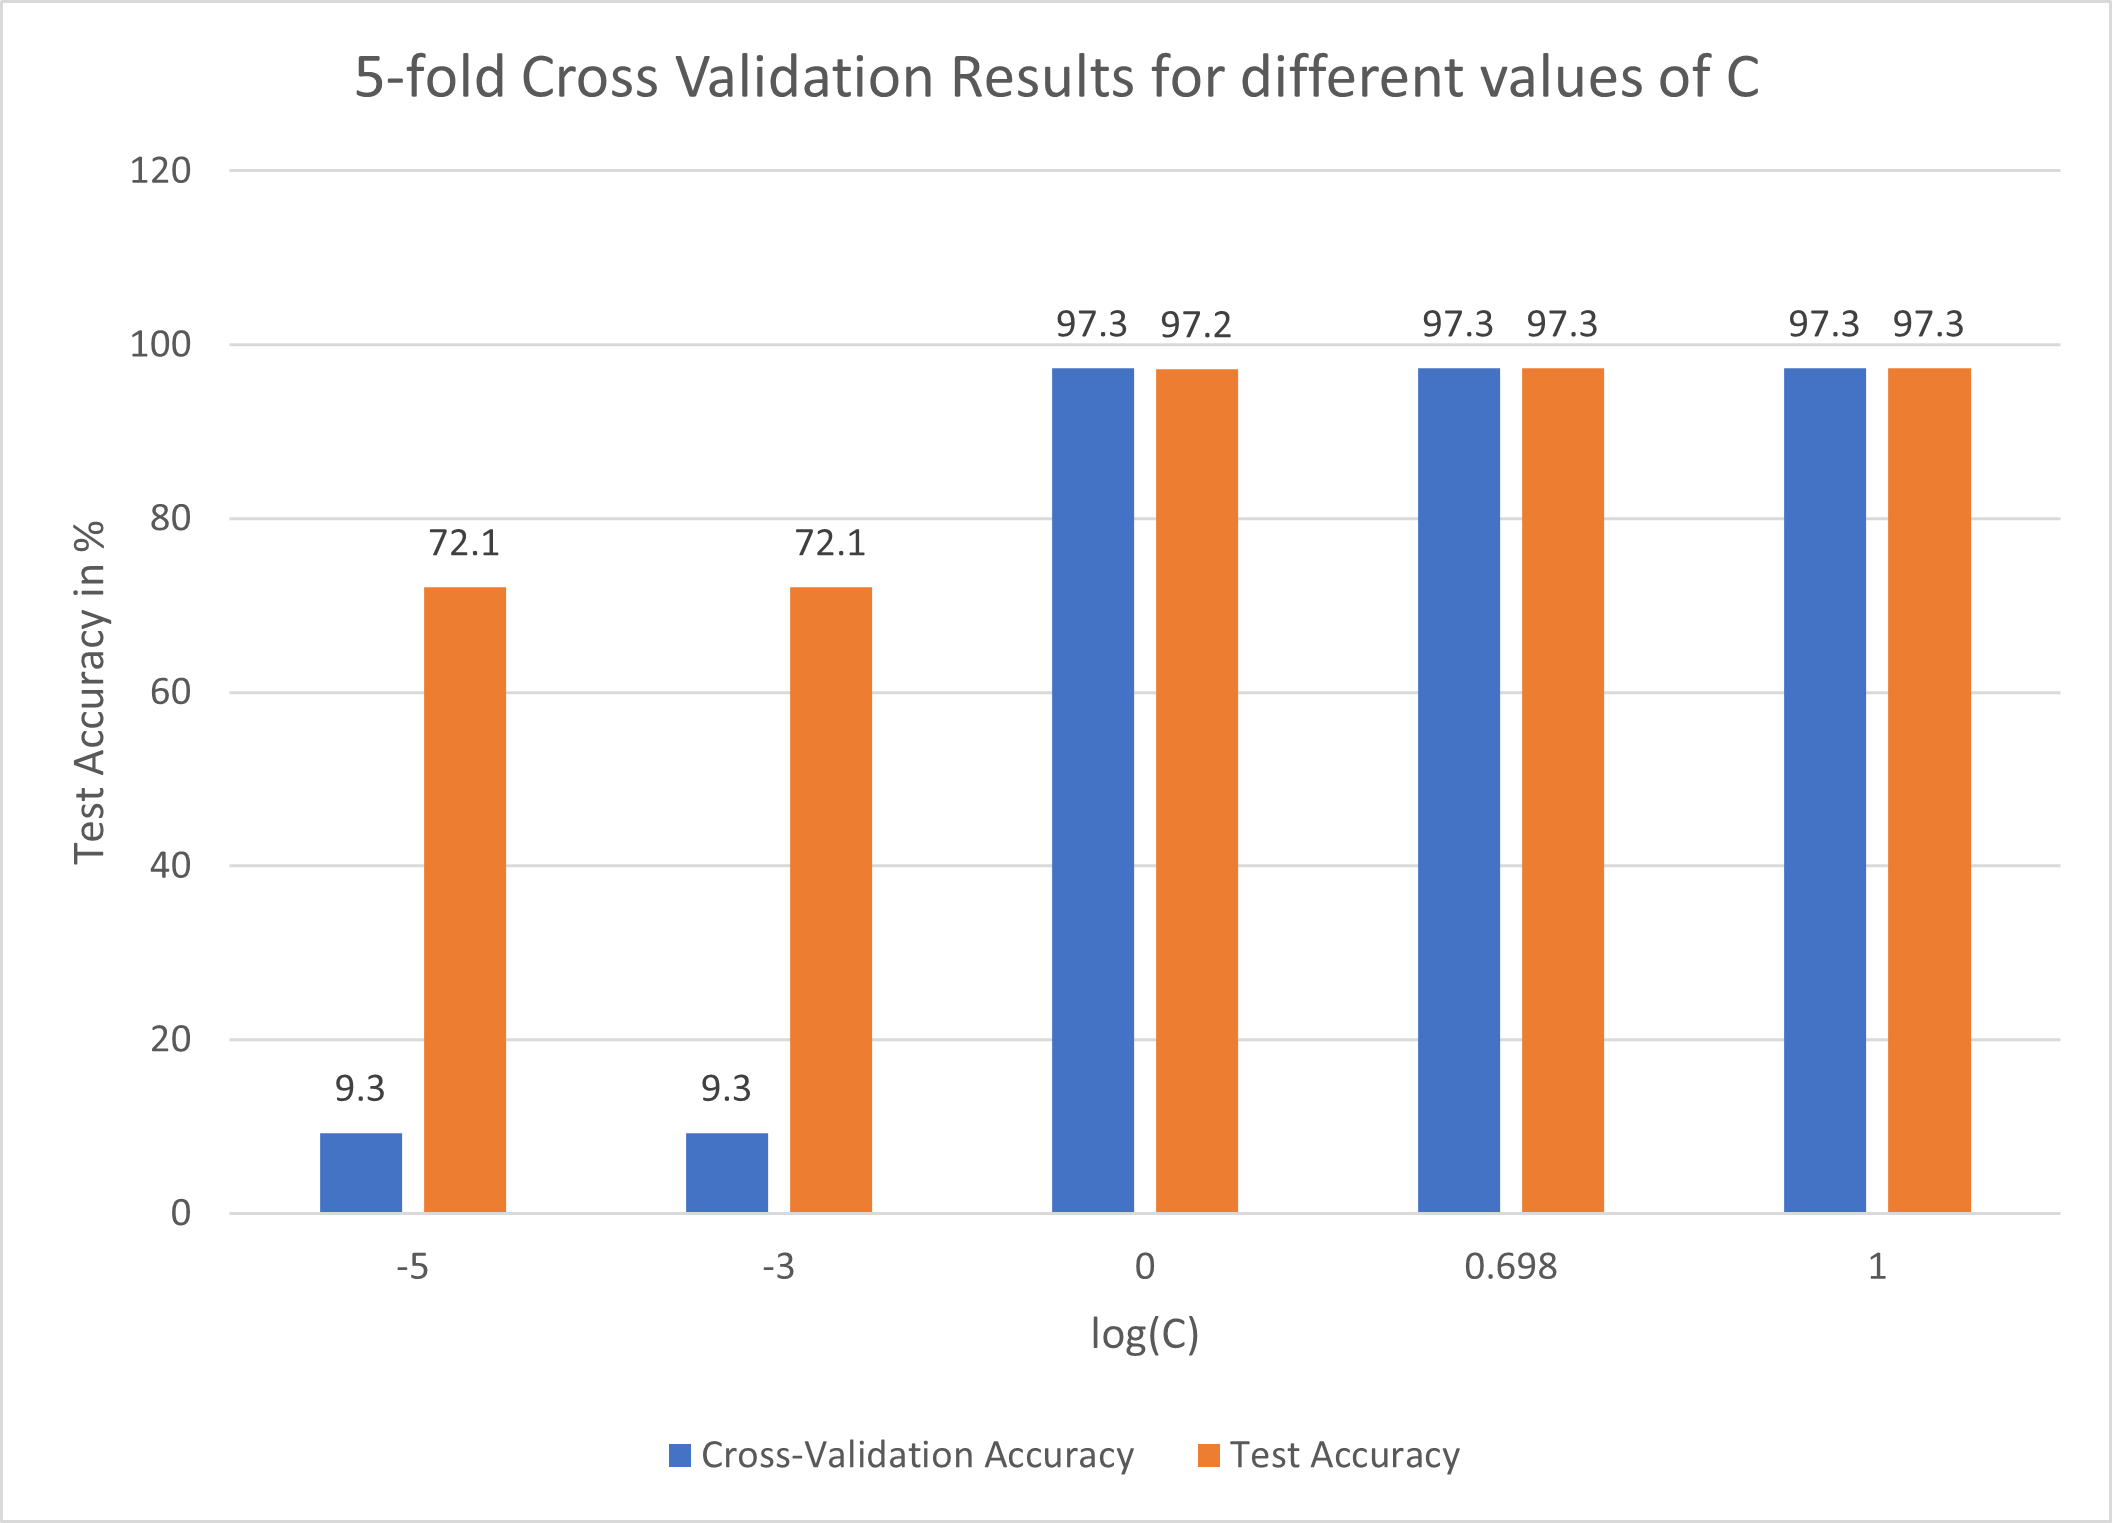 5-fold Cross Validation Results for different values of C
120
100
80
60
40
20
0
Test Accuracy in %
97.3 97.2 97.3 97.3 97.3 97.3
72.1 72.1
9.3 9.3
-5 -3 0 0.698 1
log(C)
Cross-Validation Accuracy Test Accuracy